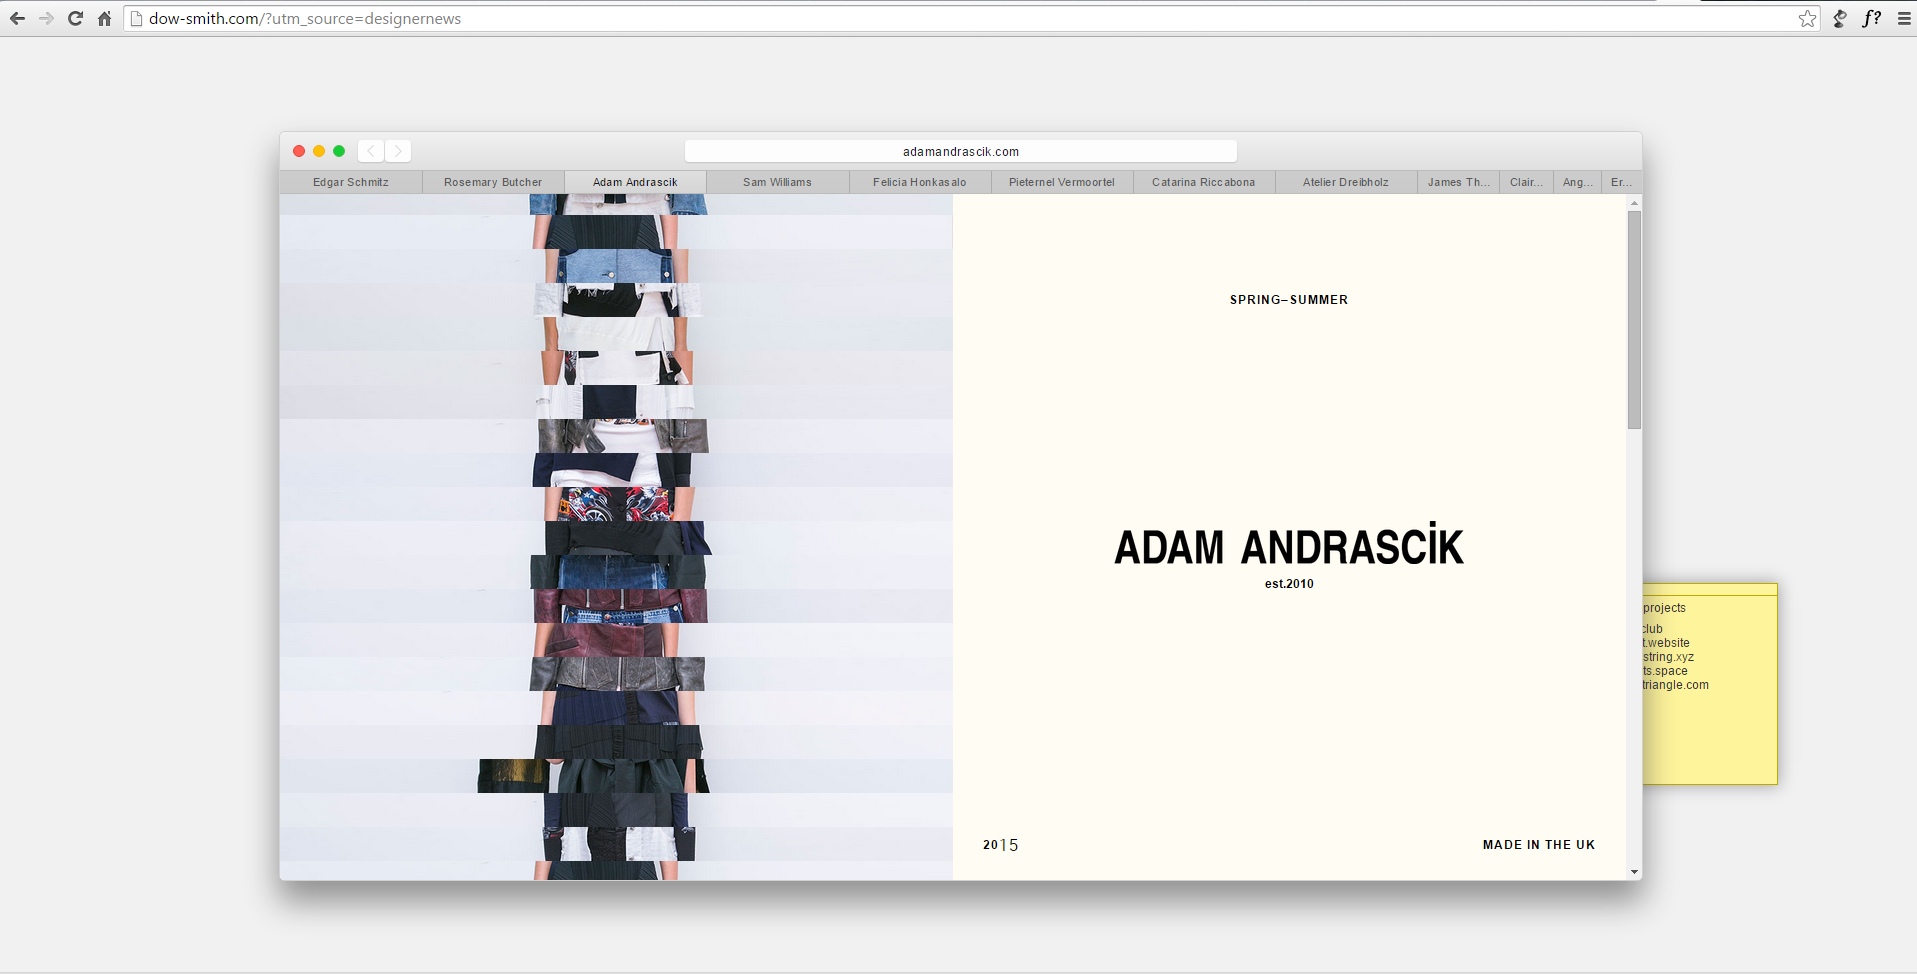 dow-smith.com/?utm_source=designernews
f?
adamandrascik.com
Edgar Schmitz
Rosemary Butcher
Adam Andrascik
Sam Williams
Felicia Honkasalo
Pieternel Vermoortel
Catarina Riccabona
Atelier Dreibholz
James Th...
Clair...
Ang...
Er...
SPRING–SUMMER
ADAM ANDRASCİK
est.2010
2015
MADE IN THE UK
projects
club
t.website
string.xyz
ts.space
triangle.com